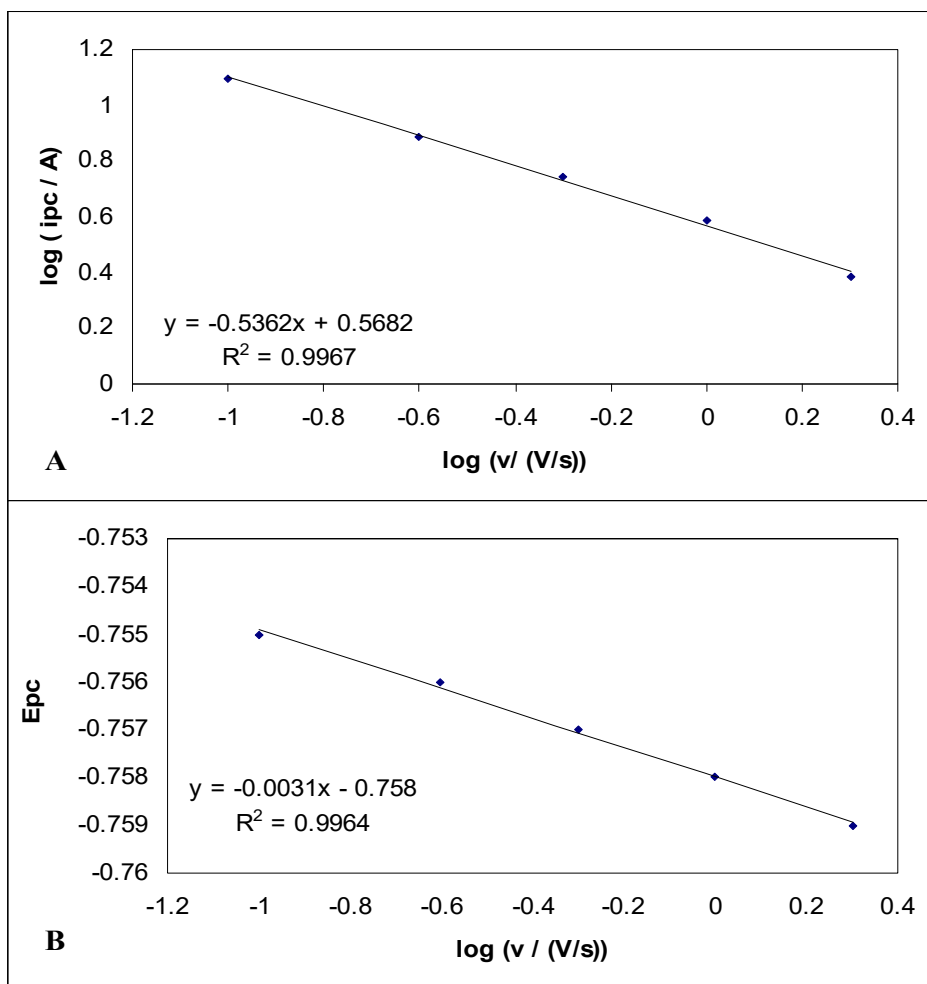 1.2
1
0.8
0.6
0.4
0.2
0
log ( ipc / A)
y = -0.5362x + 0.5682
R² = 0.9967
-1.2 -1 -0.8 -0.6 -0.4 -0.2 0 0.2 0.4
A
log (v/ (V/s))
-0.753
-0.754
-0.755
-0.756
-0.757
-0.758
-0.759
-0.76
Epc
y = -0.0031x - 0.758
R² = 0.9964
-1.2 -1 -0.8 -0.6 -0.4 -0.2 0 0.2 0.4
B
log (v / (V/s))